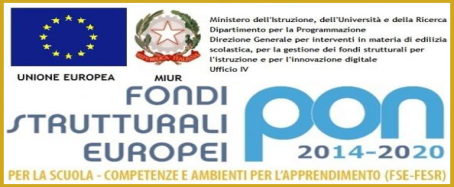 Ministero dell'Istruzione, dell'Università e della Ricerca
Dipartimento per la Programmazione
Direzione Generale per interventi in materia di edilizia
scolastica, per la gestione dei fondi strutturali per
l'istruzione e per l'innovazione digitale
Ufficio IV
UNIONE EUROPEA
MIUR
FONDI
STRUTTURALI
EUROPEI
pon
2014-2020
PER LA SCUOLA - COMPETENZE E AMBIENTI PER L'APPRENDIMENTO (FSE-FESR)